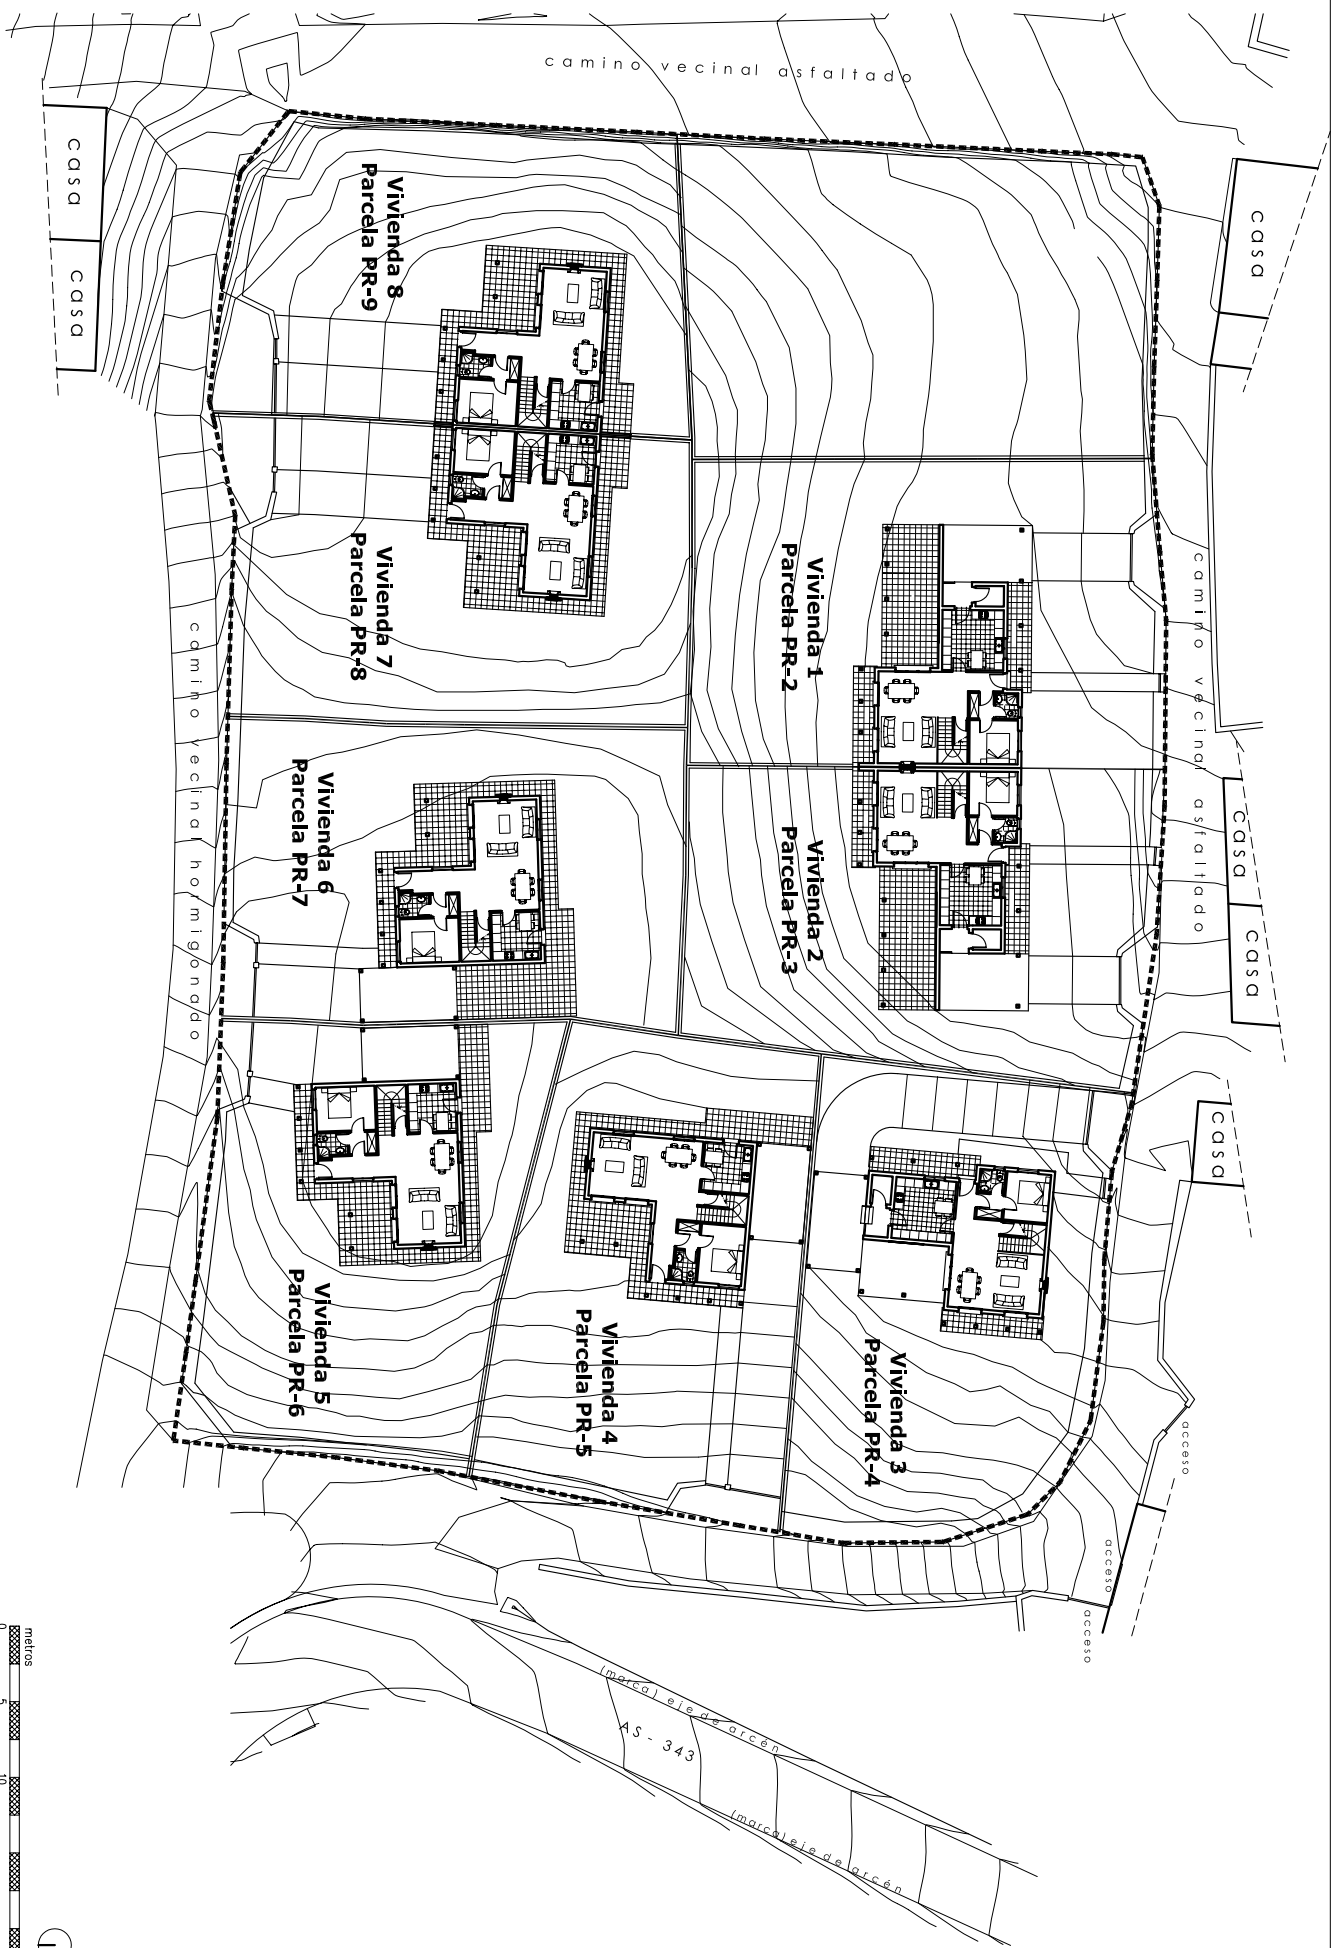 camino vecinal asfaltado
casa
casa
casa
Vivienda 8
Parcela PR-9
Vivienda 7
Parcela PR-8
Vivienda 1
Parcela PR-2
camino vecinal asfaltado
camino vecinal hormigonado
Vivienda 6
Parcela PR-7
Vivienda 2
Parcela PR-3
casa
casa
casa
Vivienda 5
Parcela PR-6
Vivienda 4
Parcela PR-5
Vivienda 3
Parcela PR-4
acceso
acceso
acceso
(marca) eje de arcén
AS - 343
(marca) eje de arcén
metros
0
5
10